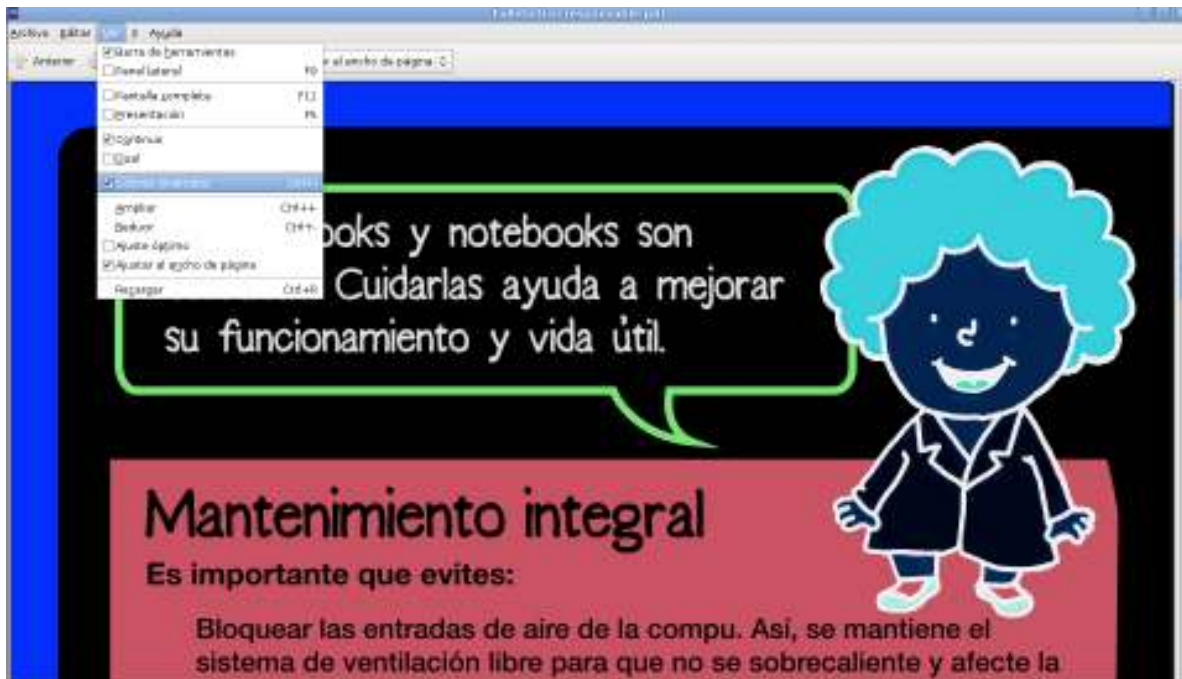 Archivo Editar Ver Ir Ayuda
Anterior
al ancho de página
Barra de herramientas
Panel lateral F9
Pantalla completa F11
Presentación F5
Continua
Dual
Ampliar Ctrl++
Reducir Ctrl+-
Ajuste óptimo
Ajustar al ancho de página
Recargar Ctrl+R
ooks y notebooks son
Cuidarlas ayuda a mejorar
su funcionamiento y vida útil.
Mantenimiento integral
Es importante que evites:
Bloquear las entradas de aire de la compu. Así, se mantiene el
sistema de ventilación libre para que no se sobrecaliente y afecte la